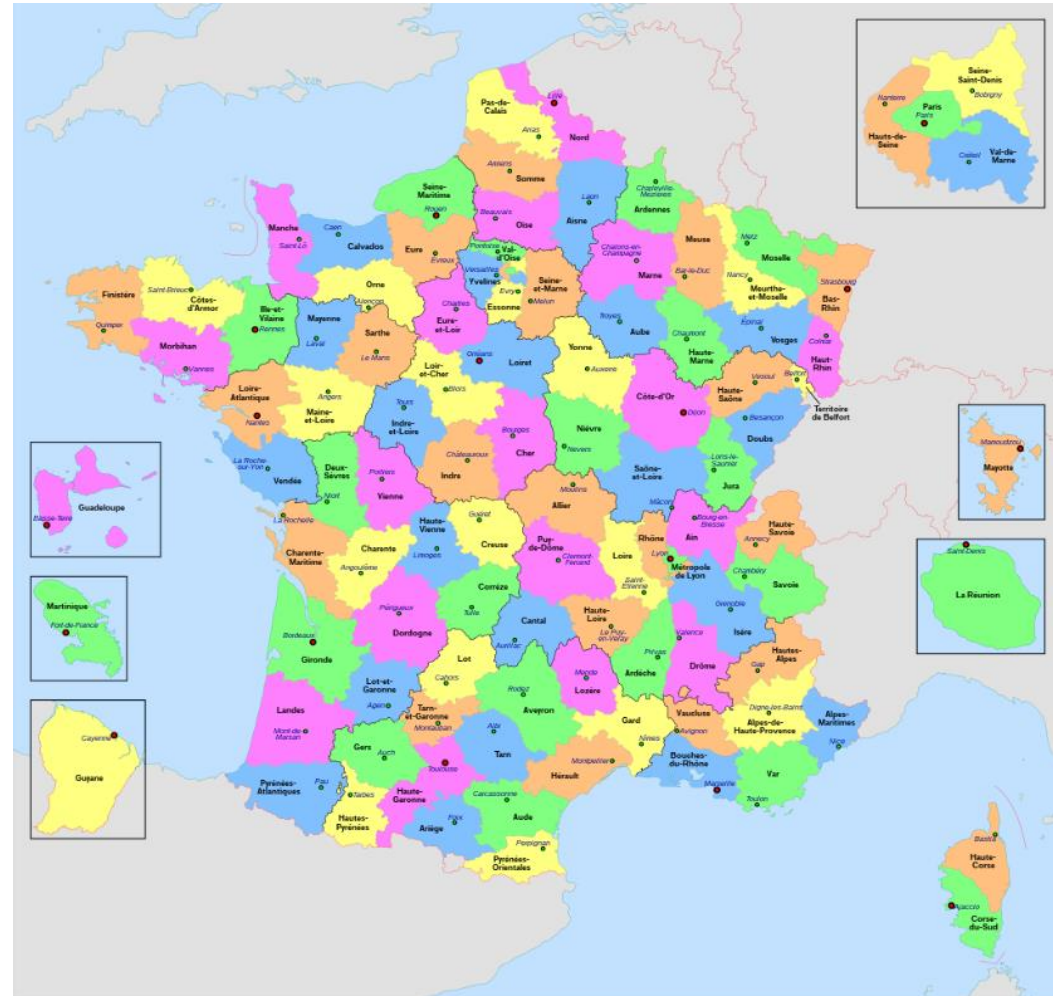 Pas-de-
Calais
Arras
Lille
Nord
Amiens
Somme
Seine-
Maritime
Rouen
Beauvais
Oise
Laon
Aisne
Charleville-
Mézières
Ardennes
Seine-
Saint-Denis
Bobigny
Nanterre
Paris
Paris
Hauts-de-
Seine
Créteil
Val-de-
Marne
Manche
Saint-Lô
Caen
Calvados
Eure
Évreux
Pontoise
Val-
d'Oise
Versailles
Yvelines
Évry
Essonne
Seine-
et-Marne
Melun
Châlons-en-
Champagne
Marne
Meuse
Bar-le-Duc
Metz
Moselle
Nancy
Meurthe-
et-Moselle
Strasbourg
Bas-
Rhin
Finistère
Quimper
Saint-Brieuc
Côtes-
d'Armor
Ille-et-
Vilaine
Rennes
Morbihan
Vannes
Orne
Alençon
Mayenne
Laval
Sarthe
Le Mans
Chartres
Eure-
et-Loir
Orléans
Loiret
Troyes
Aube
Chaumont
Haute-
Marne
Épinal
Vosges
Colmar
Haut-
Rhin
Loire-
Atlantique
Nantes
Angers
Maine-
et-Loire
Loir-
et-Cher
Blois
Tours
Indre-
et-Loire
Yonne
Auxerre
Côte-d'Or
Dijon
Haute-
Saône
Vesoul
Belfort
Territoire
de Belfort
Besançon
Doubs
La Roche-
sur-Yon
Vendée
Deux-
Sèvres
Niort
Poitiers
Vienne
Châteauroux
Indre
Bourges
Cher
Nièvre
Nevers
Saône-
et-Loire
Mâcon
Lons-le-
Saunier
Jura
Mamoudzou
Mayotte
Basse-Terre
Guadeloupe
La Rochelle
Charente-
Maritime
Charente
Angoulême
Haute-
Vienne
Limoges
Guéret
Creuse
Moulins
Allier
Puy-
de-Dôme
Clermont-
Ferrand
Loire
Saint-
Étienne
Rhône
Lyon
Métropole
de Lyon
Bourg-en-
Bresse
Ain
Haute-
Savoie
Annecy
Chambéry
Savoie
Saint-Denis
La Réunion
Martinique
Fort-de-France
Bordeaux
Gironde
Périgueux
Dordogne
Corrèze
Tulle
Cantal
Aurillac
Haute-
Loire
Le Puy-
en-Velay
Privas
Ardèche
Valence
Drôme
Grenoble
Isère
Hautes-
Alpes
Gap
Landes
Mont-de-
Marsan
Lot-et-
Garonne
Agen
Lot
Cahors
Tarn-
et-Garonne
Montauban
Rodez
Aveyron
Mende
Lozère
Gard
Nîmes
Vaucluse
Avignon
Digne-les-Bains
Alpes-de-
Haute-Provence
Alpes-
Maritimes
Nice
Cayenne
Guyane
Pyrénées-
Atlantiques
Pau
Gers
Auch
Tarbes
Hautes-
Pyrénées
Toulouse
Haute-
Garonne
Albi
Tarn
Hérault
Montpellier
Bouches-
du-Rhône
Marseille
Var
Toulon
Foix
Ariège
Carcassonne
Aude
Perpignan
Pyrénées-
Orientales
Bastia
Haute-
Corse
Ajaccio
Corse-
du-Sud